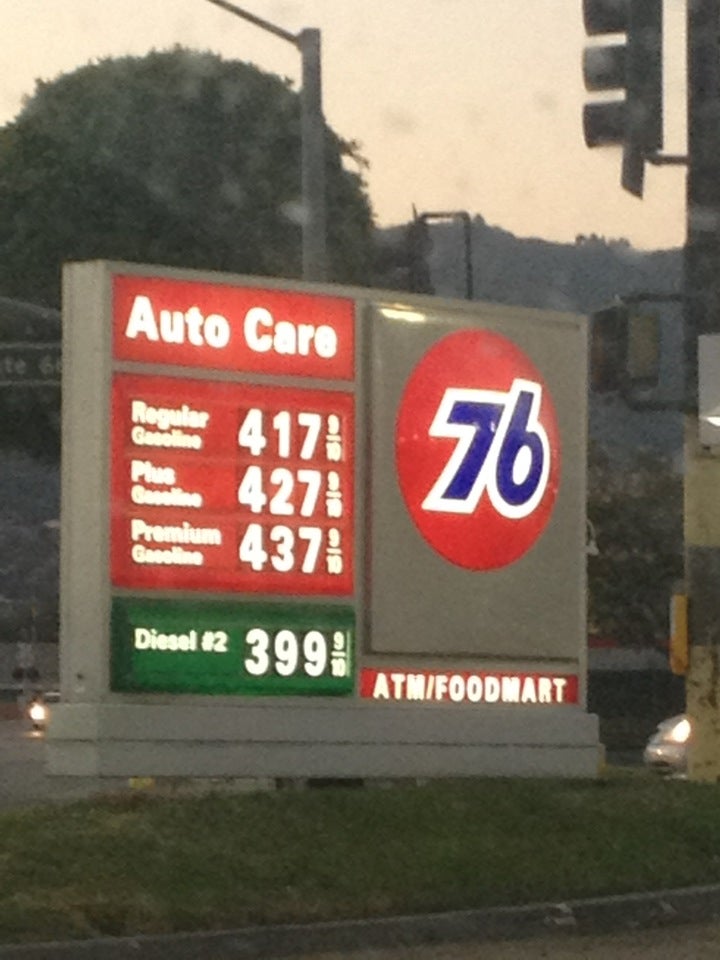 Auto Care
Regular
Gasoline
417 9/10
Plus
Gasoline
427 9/10
Premium
Gasoline
437 9/10
Diesel #2 399 9/10
76
ATM/FOODMART